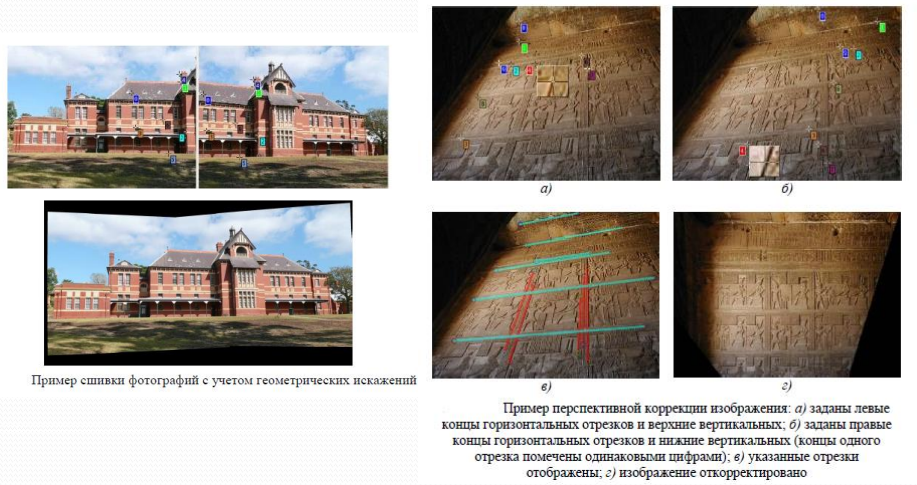 Пример сшивки фотографий с учетом геометрических искажений
а)
б)
в)
г)
Пример перспективной коррекции изображения: а) заданы левые
концы горизонтальных отрезков и верхние вертикальных; б) заданы правые
концы горизонтальных отрезков и нижние вертикальных (концы одного
отрезка помечены одинаковыми цифрами); в) указанные отрезки
отображены; г) изображение откорректировано